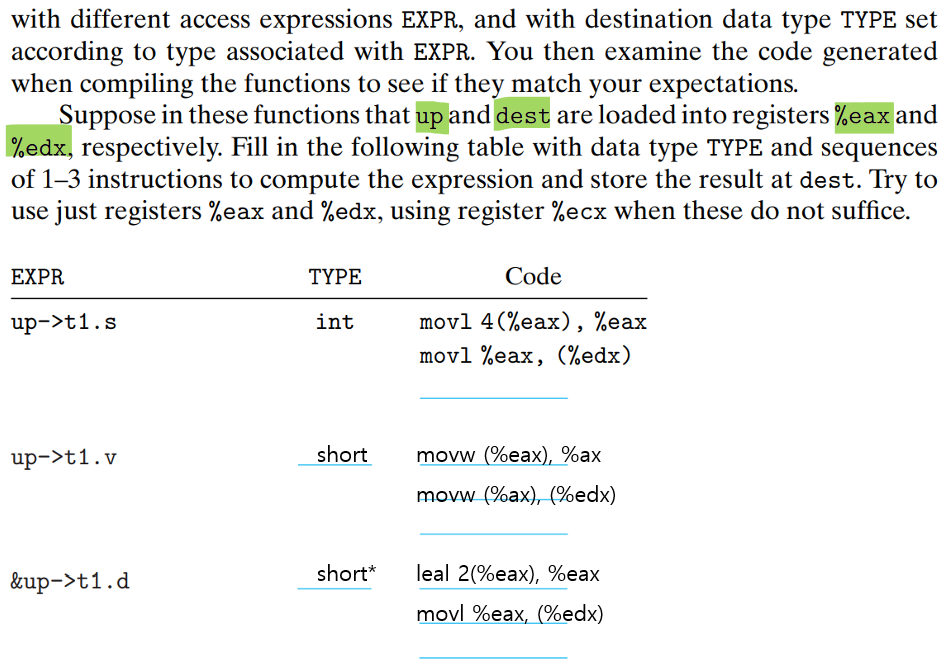 with different access expressions EXPR, and with destination data type TYPE set
according to type associated with EXPR. You then examine the code generated
when compiling the functions to see if they match your expectations.
Suppose in these functions that up and dest are loaded into registers %eax and
%edx, respectively. Fill in the following table with data type TYPE and sequences
of 1–3 instructions to compute the expression and store the result at dest. Try to
use just registers %eax and %edx, using register %ecx when these do not suffice.
EXPR TYPE Code
up->t1.s int movl 4(%eax), %eax
movl %eax, (%edx)
up->t1.v short movw (%eax), %ax
movw (%ax), (%edx)
&up->t1.d short* leal 2(%eax), %eax
movl %eax, (%edx)